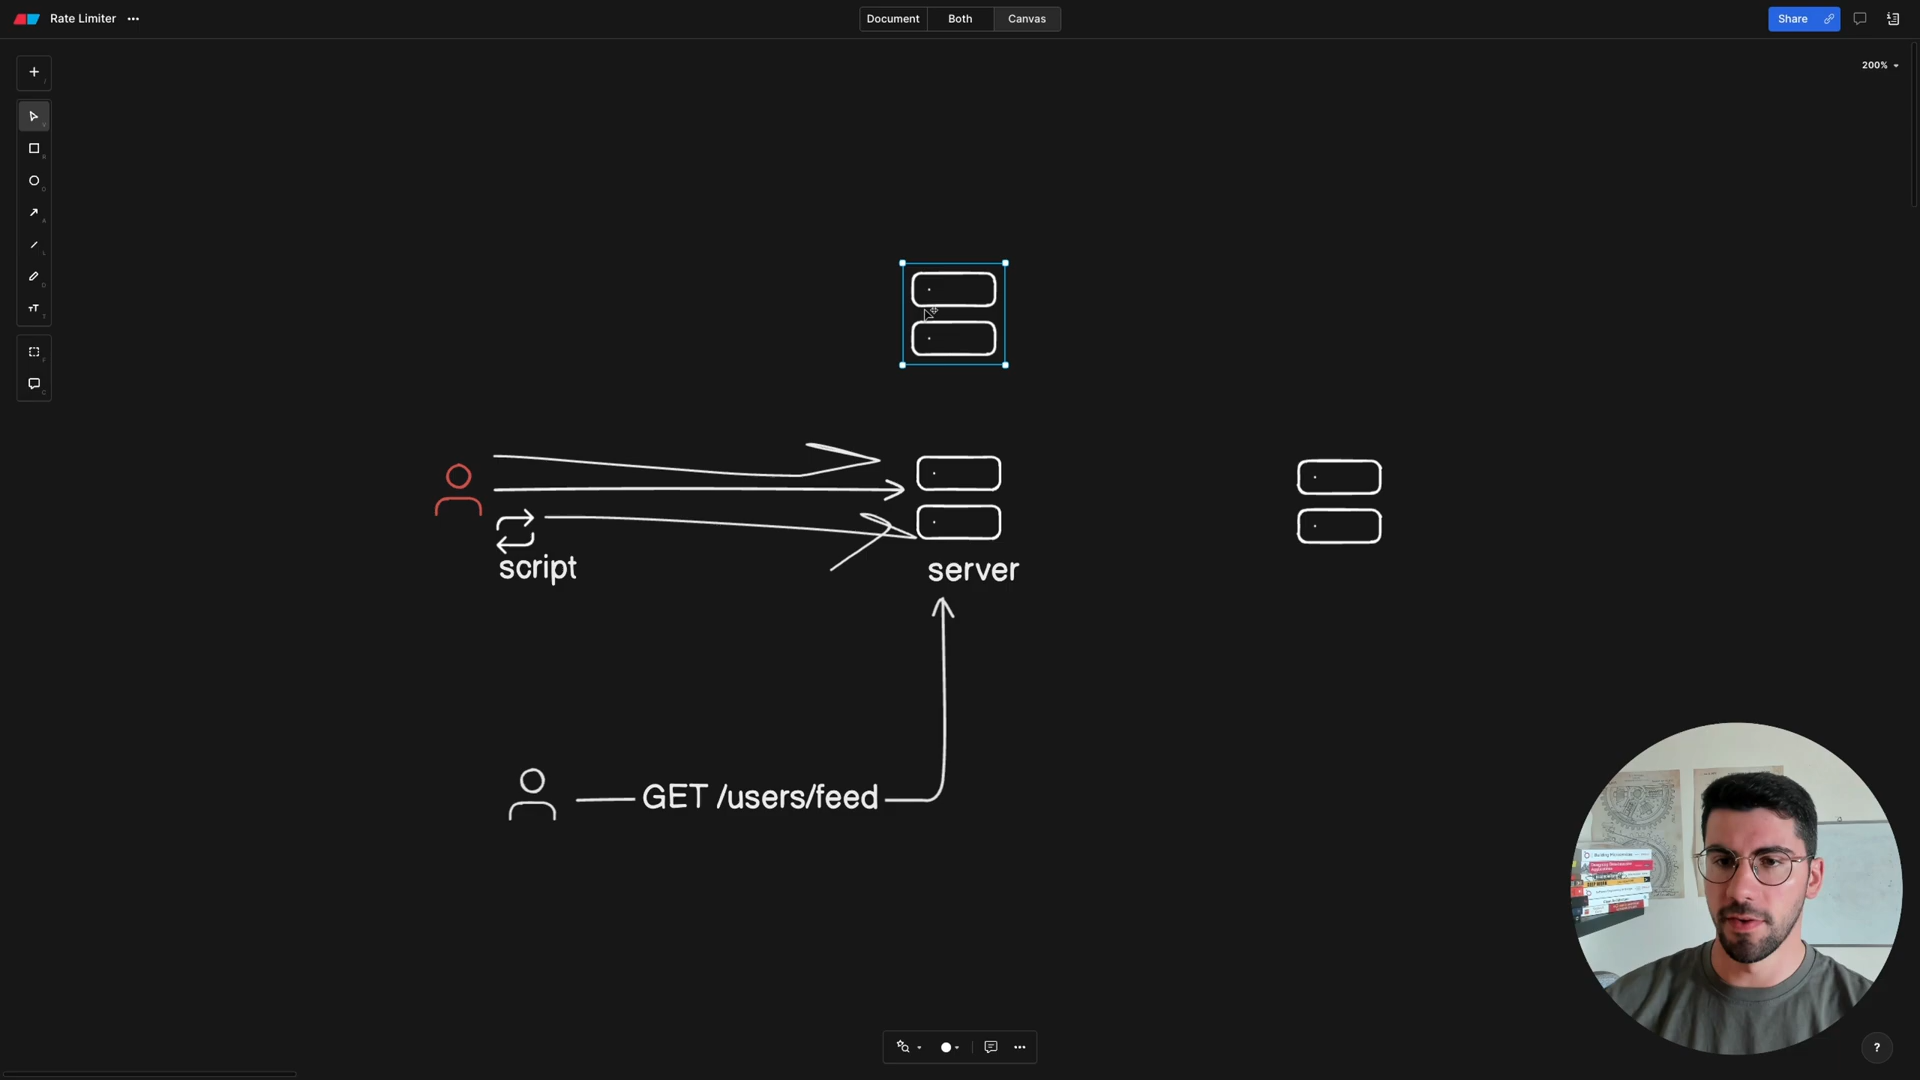 Rate Limiter
Document
Both
Canvas
Share
200%
script
server
GET /users/feed
?